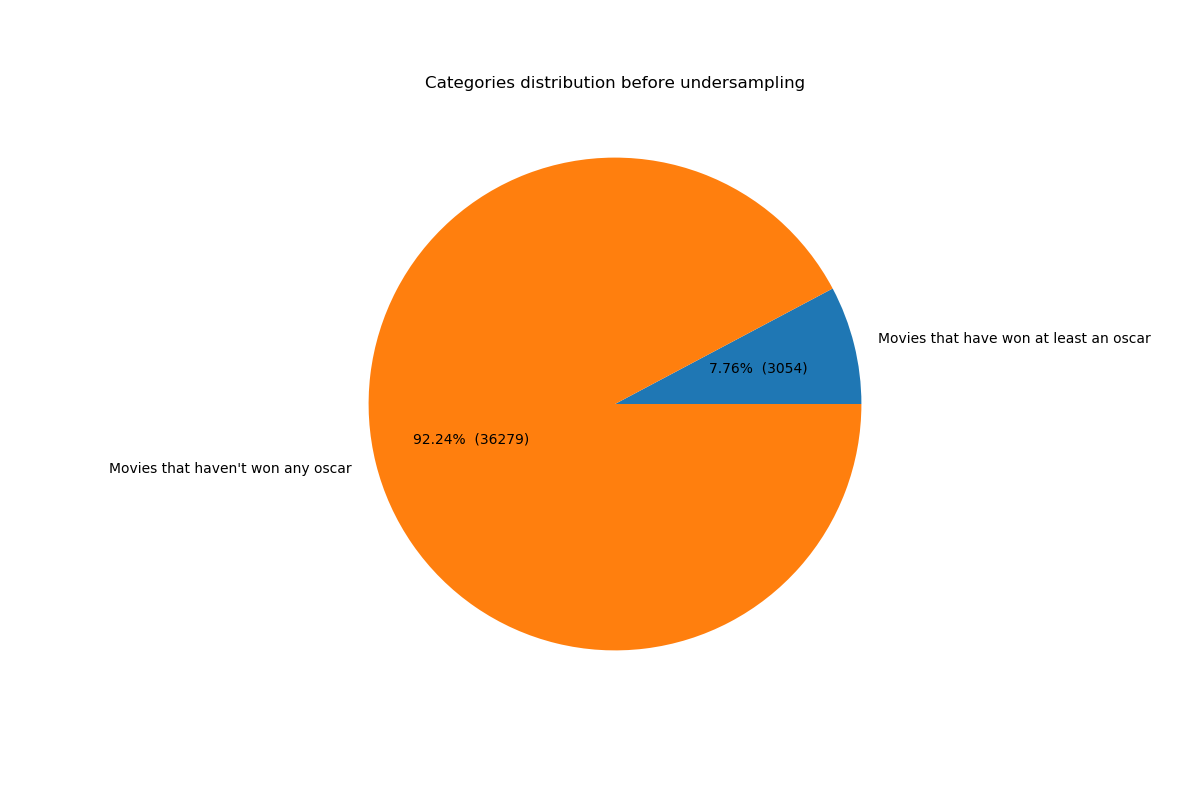 Categories distribution before undersampling
Movies that have won at least an oscar
7.76% (3054)
92.24% (36279)
Movies that haven't won any oscar